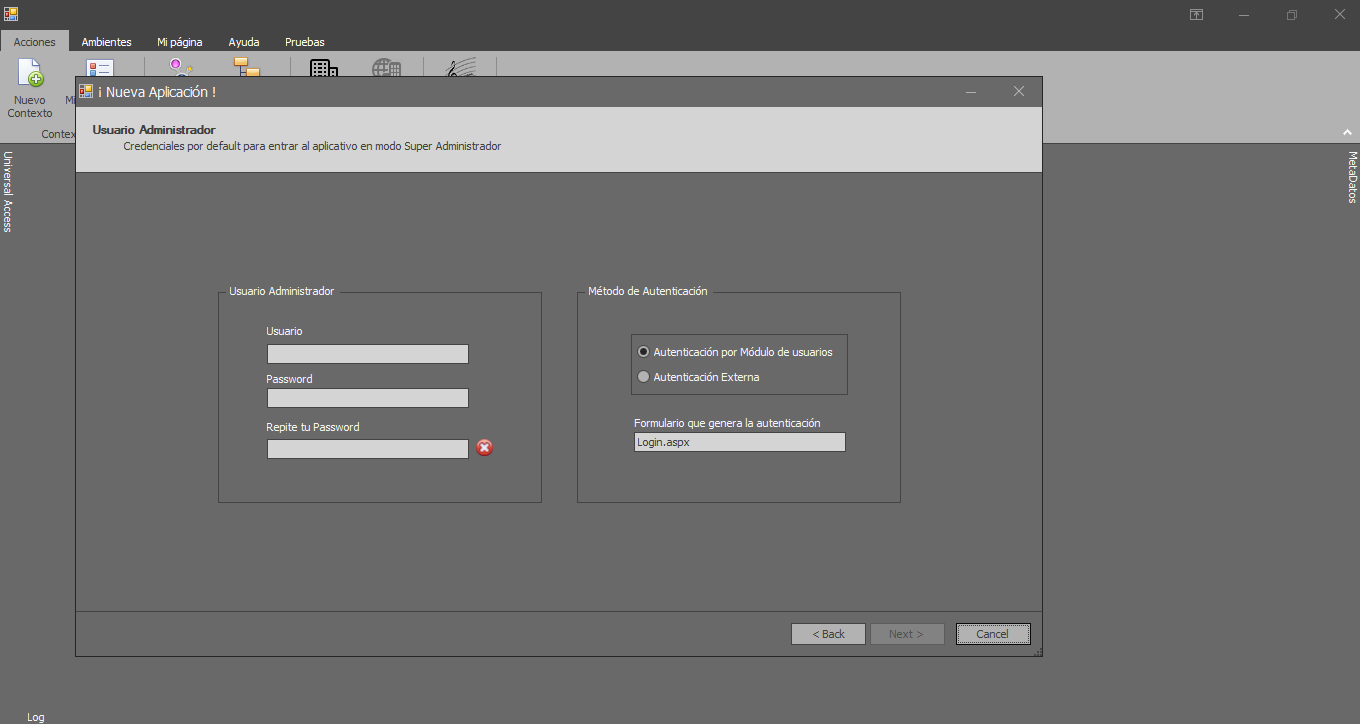 Acciones Ambientes Mi página Ayuda Pruebas
Nuevo
Contexto
¡ Nueva Aplicación !
Usuario Administrador
Credenciales por default para entrar al aplicativo en modo Super Administrador
Universal Access
MetaDatos
Usuario Administrador
Usuario
Password
Repite tu Password
Método de Autenticación
Autenticación por Módulo de usuarios
Autenticación Externa
Formulario que genera la autenticación
Login.aspx
< Back Next > Cancel
Log